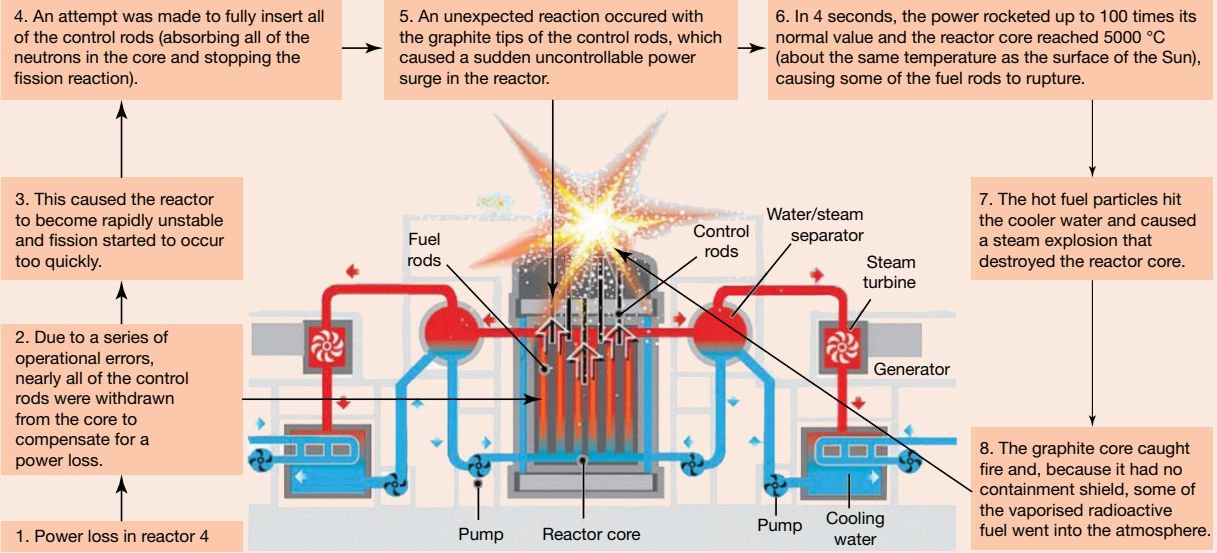 4. An attempt was made to fully insert all
of the control rods (absorbing all of the
neutrons in the core and stopping the
fission reaction).
5. An unexpected reaction occured with
the graphite tips of the control rods, which
caused a sudden uncontrollable power
surge in the reactor.
6. In 4 seconds, the power rocketed up to 100 times its
normal value and the reactor core reached 5000 °C
(about the same temperature as the surface of the Sun),
causing some of the fuel rods to rupture.
3. This caused the reactor
to become rapidly unstable
and fission started to occur
too quickly.
7. The hot fuel particles hit
the cooler water and caused
a steam explosion that
destroyed the reactor core.
Fuel
rods
Control
rods
Water/steam
separator
Steam
turbine
Generator
2. Due to a series of
operational errors,
nearly all of the control
rods were withdrawn
from the core to
compensate for a
power loss.
8. The graphite core caught
fire and, because it had no
containment shield, some of
the vaporised radioactive
fuel went into the atmosphere.
1. Power loss in reactor 4
Pump
Reactor core
Pump
Cooling
water